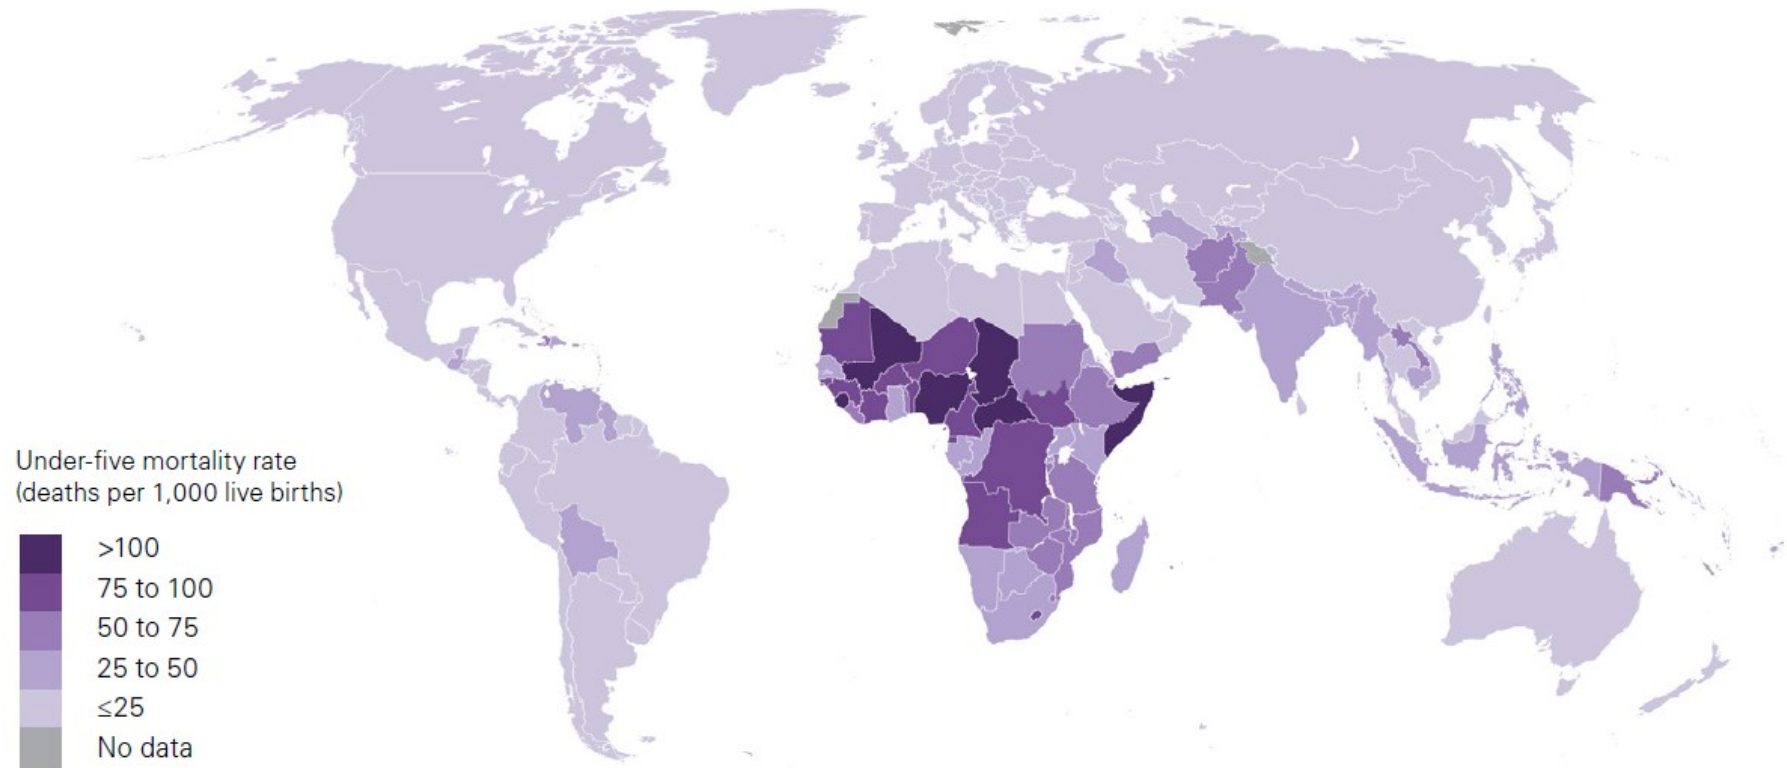 Under-five mortality rate
(deaths per 1,000 live births)
>100
75 to 100
50 to 75
25 to 50
≤25
No data